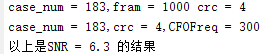 case_num = 183,fram = 1000 crc = 4
case_num = 183,crc = 4,CFOFreq = 300
以上是SNR = 6.3 的结果